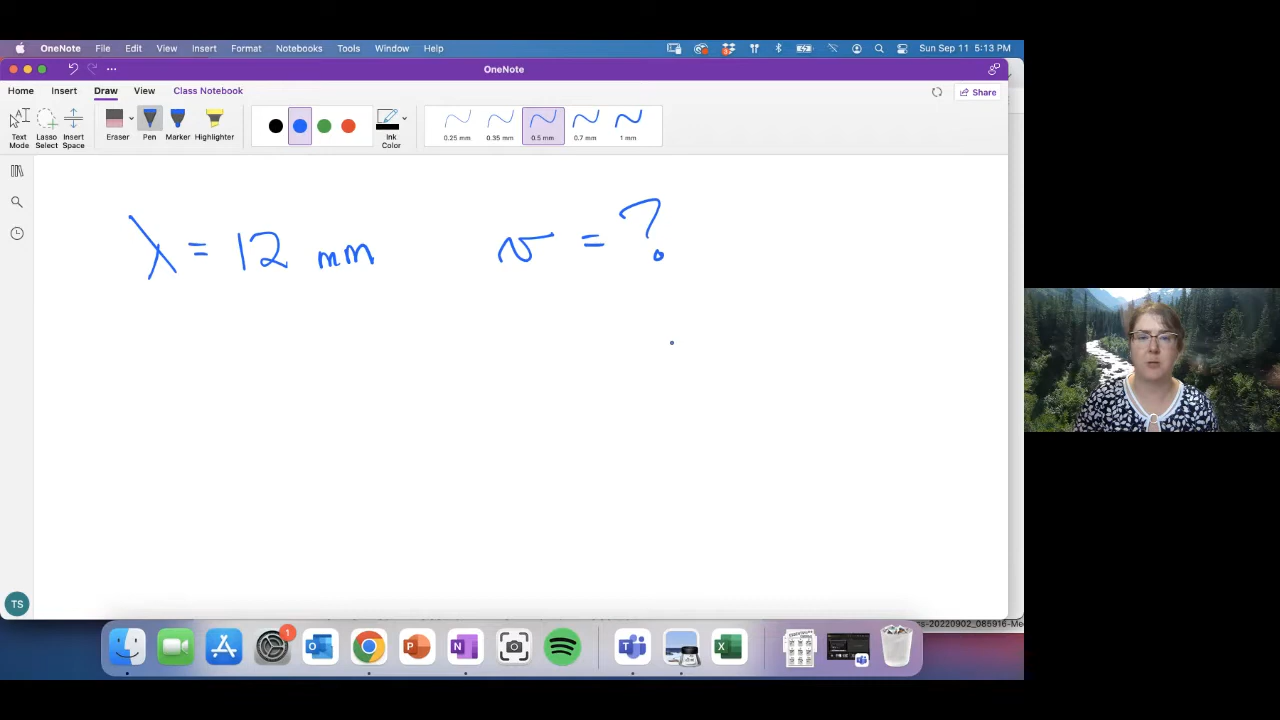 OneNote File Edit View Insert Format Notebooks Tools Window Help Sun Sep 11 5:13 PM
OneNote
Home Insert Draw View Class Notebook Share
Text Mode Lasso Select Insert Space Eraser Pen Marker Highlighter Ink Color 0.25 mm 0.35 mm 0.5 mm 0.7 mm 1 mm
λ = 12 mm ν = ?
TS
1